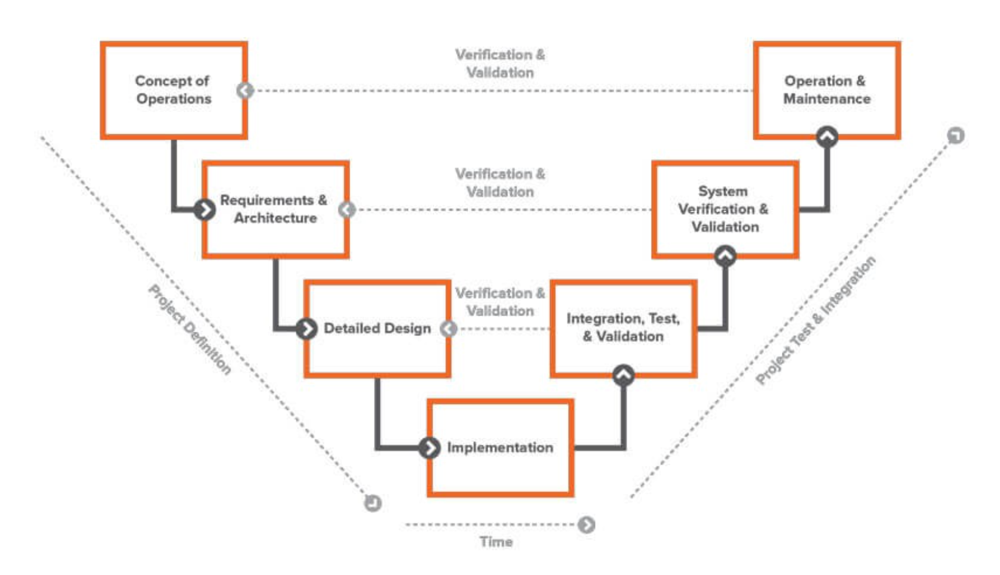 Verification &
Validation
Concept of
Operations
Operation &
Maintenance
Verification &
Validation
Requirements &
Architecture
System
Verification &
Validation
Verification &
Validation
Detailed Design
Integration, Test,
& Validation
Project Definition
Project Test & Integration
Implementation
Time